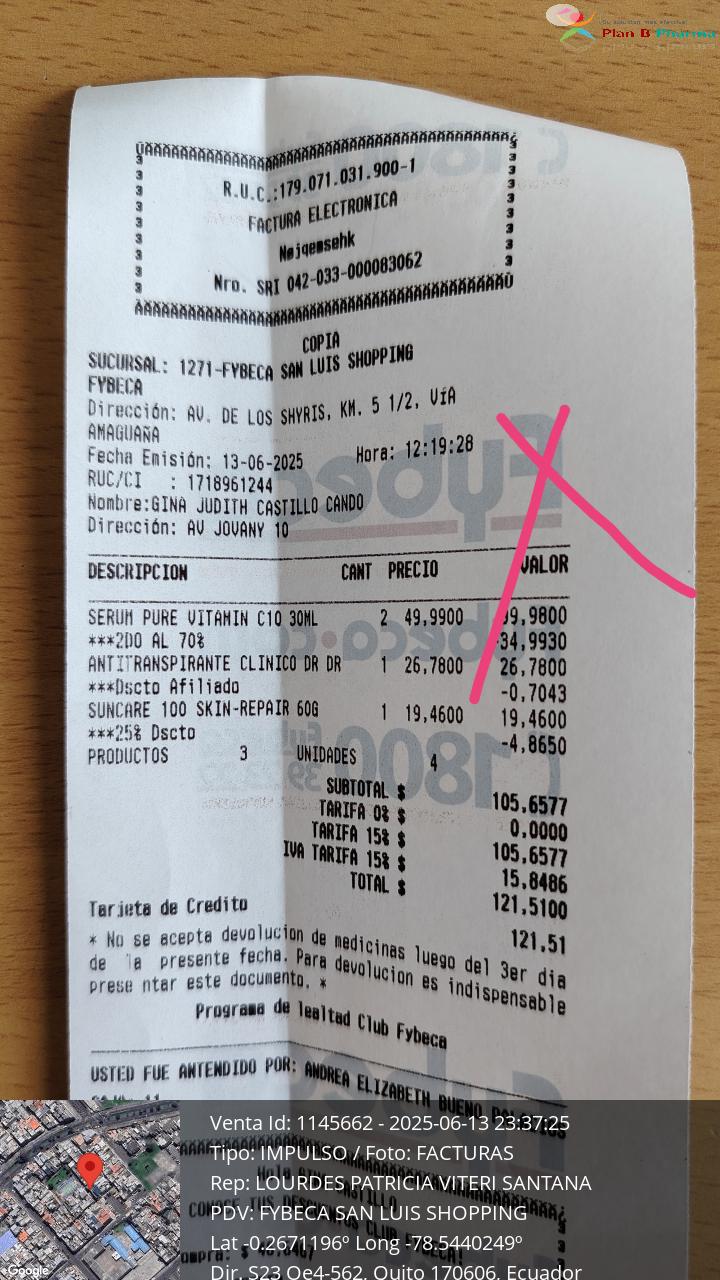 Plan B Pharma
R.U.C.:179.071.031.900-1
FACTURA ELECTRONICA
Nejqemsehk
Nro. SRI 042-033-000083062
COPIA
SUCURSAL: 1271-FYBECA SAN LUIS SHOPPING
FYBECA
Dirección: AV. DE LOS SHYRIS, KM. 5 1/2, VíA
AMAGUAÑA
Fecha Emisión: 13-06-2025 Hora: 12:19:28
RUC/CI : 1718961244
Nombre:GINA JUDITH CASTILLO CANDO
Dirección: AV JOVANY 10
DESCRIPCION CANT PRECIO VALOR
SERUM PURE VITAMIN C10 30ML 2 49,9900 99,9800
***2DO AL 70% -34,9930
ANTITRANSPIRANTE CLINICO DR DR 1 26,7800 26,7800
***Dscto Afiliado -0,7043
SUNCARE 100 SKIN-REPAIR 60G 1 19,4600 19,4600
***25% Dscto -4,8650
PRODUCTOS 3 UNIDADES 4
SUBTOTAL $ 105.6577
TARIFA 0% $ 0.0000
TARIFA 15% $ 105.6577
IVA TARIFA 15% $ 15.8486
TOTAL $ 121.5100
Tarjeta de Credito 121.51
* No se acepta devolucion de medicinas luego del 3er dia
de la presente fecha. Para devolucion es indispensable
prese ntar este documento. *
Programa de lealtad Club Fybeca
USTED FUE ANTENDIDO POR: ANDREA ELIZABETH BUENO
Venta Id: 1145662 - 2025-06-13 23:37:25
Tipo: IMPULSO / Foto: FACTURAS
Rep: LOURDES PATRICIA VITERI SANTANA
PDV: FYBECA SAN LUIS SHOPPING
Lat -0.2671196º Long -78.5440249º
Dir. S23 Oe4-562, Quito 170606, Ecuador
Google